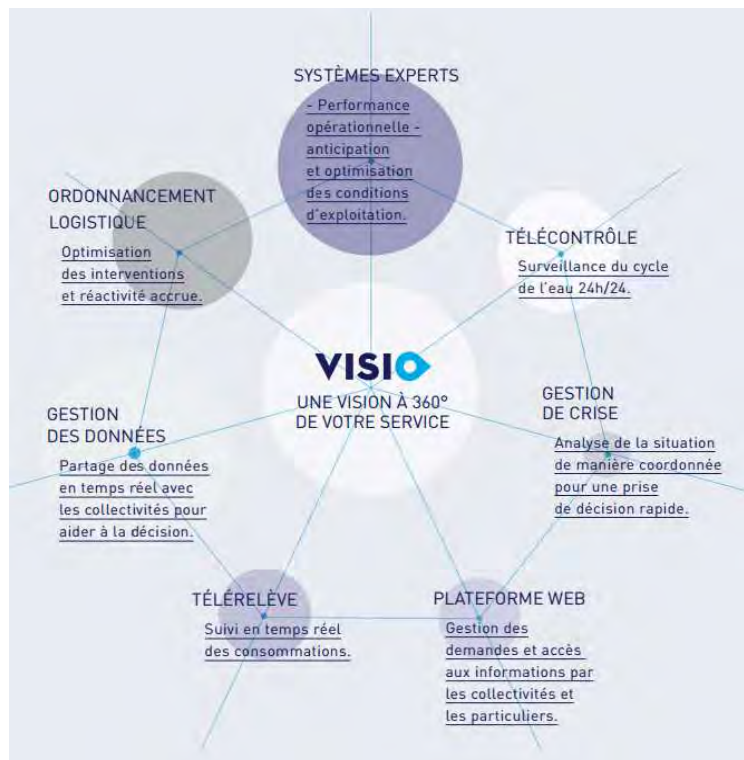 SYSTÈMES EXPERTS
- Performance
opérationnelle -
anticipation
et optimisation
des conditions
d'exploitation.
ORDONNANCEMENT
LOGISTIQUE
Optimisation
des interventions
et réactivité accrue.
TÉLÉCONTRÔLE
Surveillance du cycle
de l'eau 24h/24.
VISIO
UNE VISION À 360°
DE VOTRE SERVICE
GESTION
DES DONNÉES
Partage des données
en temps réel avec
les collectivités pour
aider à la décision.
GESTION
DE CRISE
Analyse de la situation
de manière coordonnée
pour une prise
de décision rapide.
TÉLÉRELÈVE
Suivi en temps réel
des consommations.
PLATEFORME WEB
Gestion des
demandes et accès
aux informations par
les collectivités et
les particuliers.